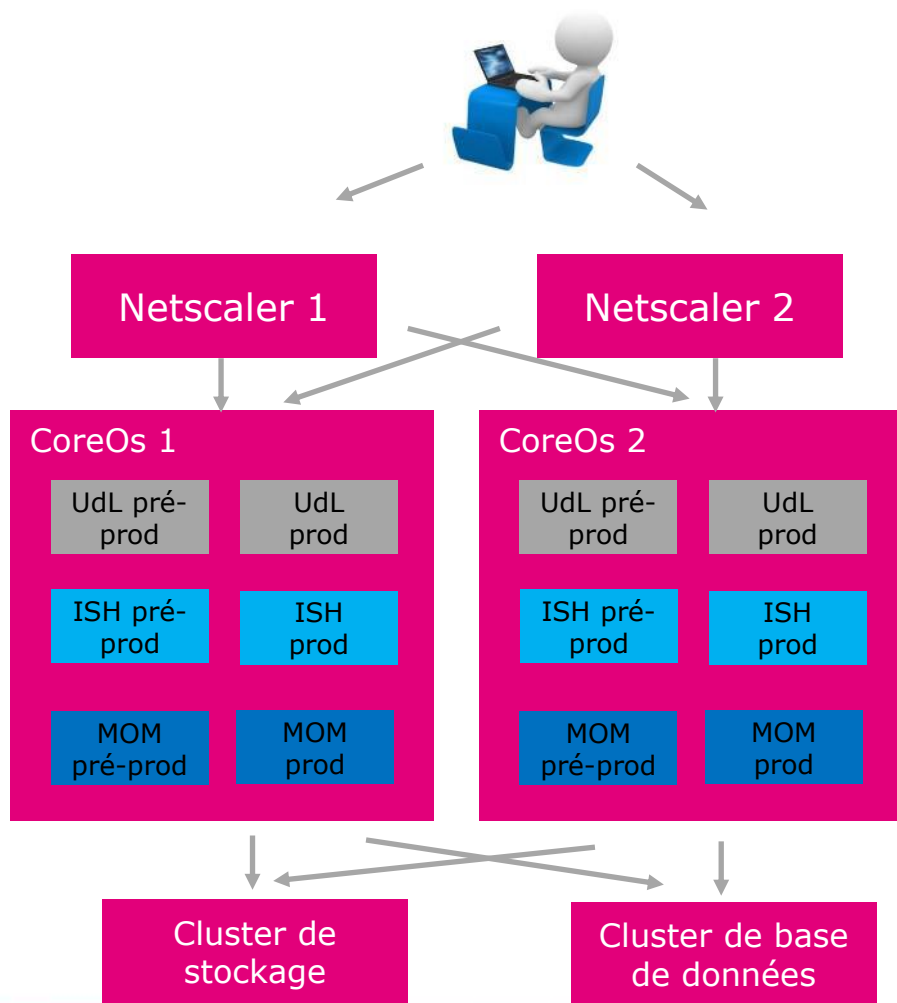 Netscaler 1
Netscaler 2
CoreOs 1
UdL pré-
prod
UdL
prod
ISH pré-
prod
ISH
prod
MOM
pré-prod
MOM
prod
CoreOs 2
UdL pré-
prod
UdL
prod
ISH pré-
prod
ISH
prod
MOM
pré-prod
MOM
prod
Cluster de
stockage
Cluster de base
de données